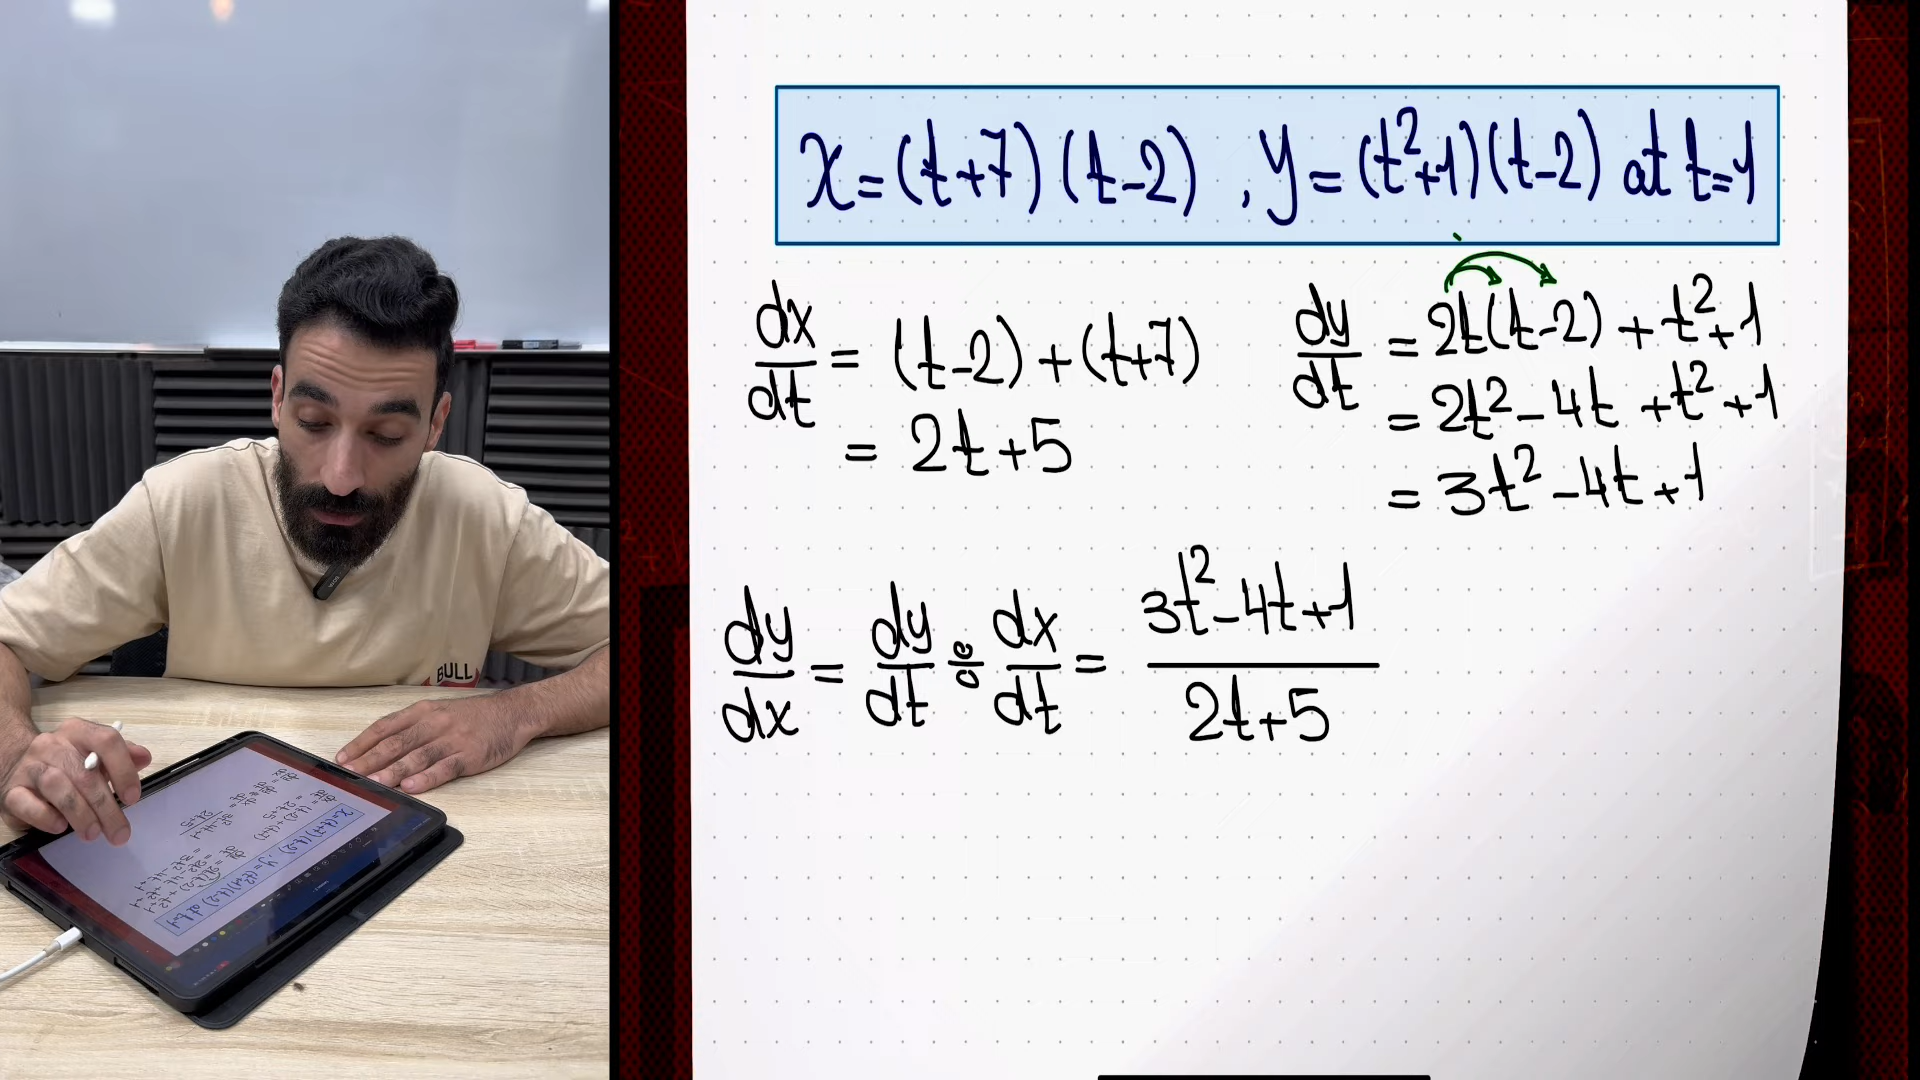 x=(t+7)(t-2) , y=(t²+1)(t-2) at t=1
dx/dt = (t-2)+(t+7)
= 2t+5
dy/dt = 2t(t-2)+t²+1
= 2t²-4t+t²+1
= 3t²-4t+1
dy/dx = dy/dt ÷ dx/dt = 3t²-4t+1 / 2t+5
BULL